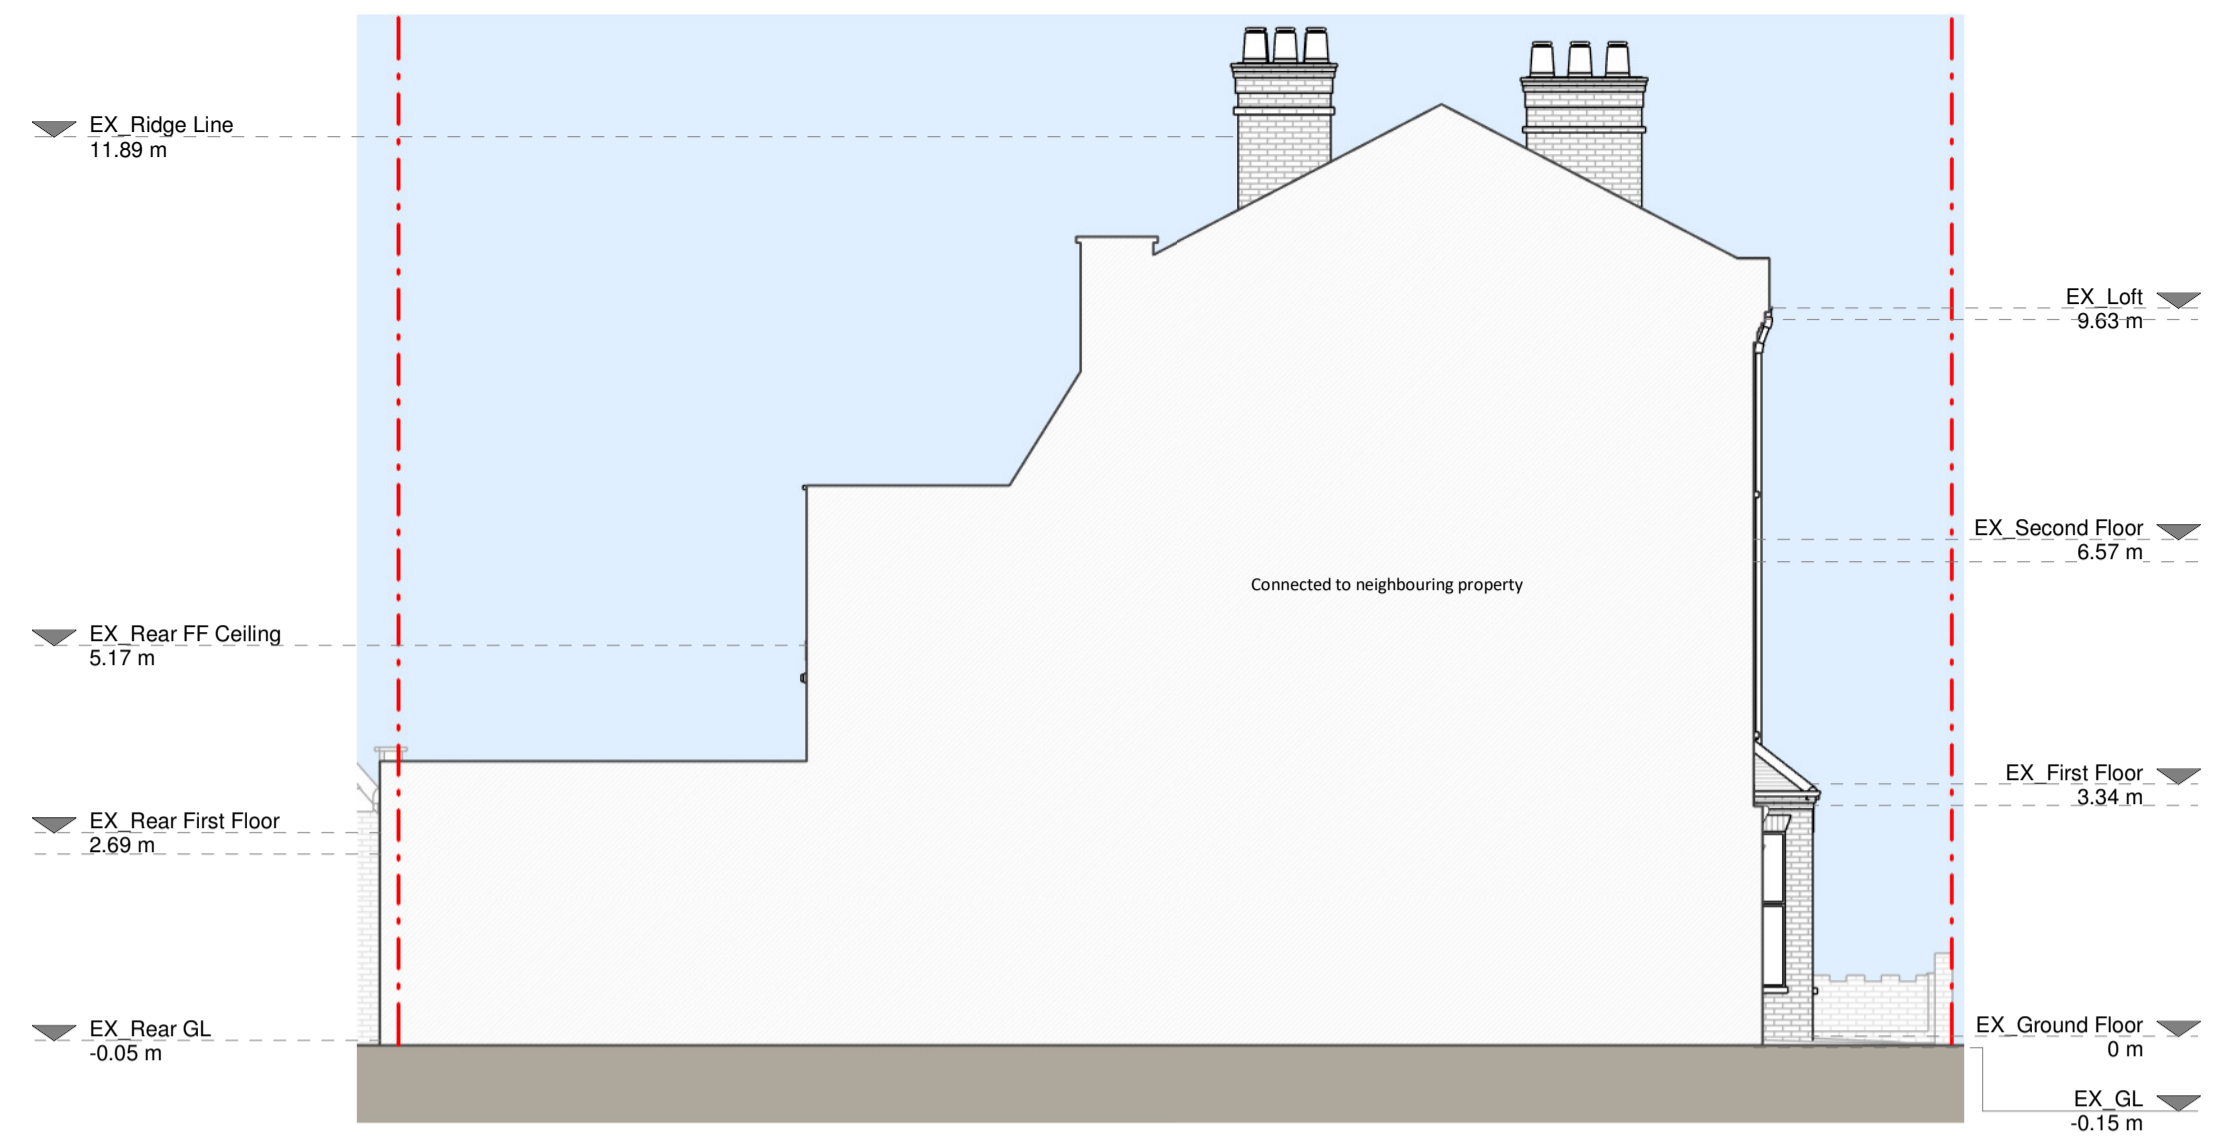 EX_Ridge Line
11.89 m
EX_Loft
9.63 m
EX_Second Floor
6.57 m
Connected to neighbouring property
EX_Rear FF Ceiling
5.17 m
EX_First Floor
3.34 m
EX_Rear First Floor
2.69 m
EX_Rear GL
-0.05 m
EX_Ground Floor
0 m
EX_GL
-0.15 m